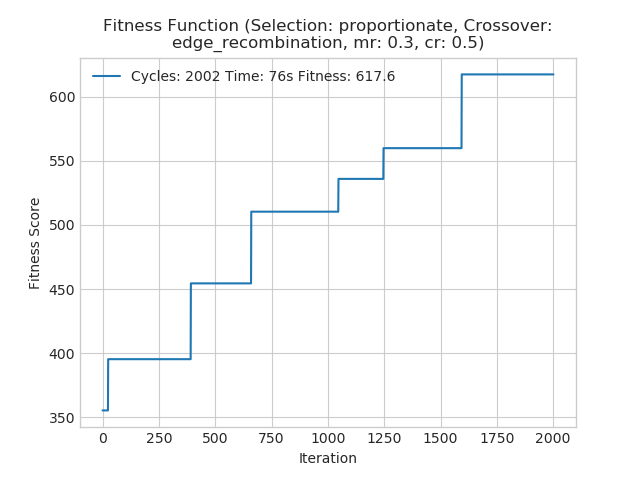 Fitness Function (Selection: proportionate, Crossover:
edge_recombination, mr: 0.3, cr: 0.5)
Cycles: 2002 Time: 76s Fitness: 617.6
600
550
500
450
400
350
Fitness Score
0 250 500 750 1000 1250 1500 1750 2000
Iteration